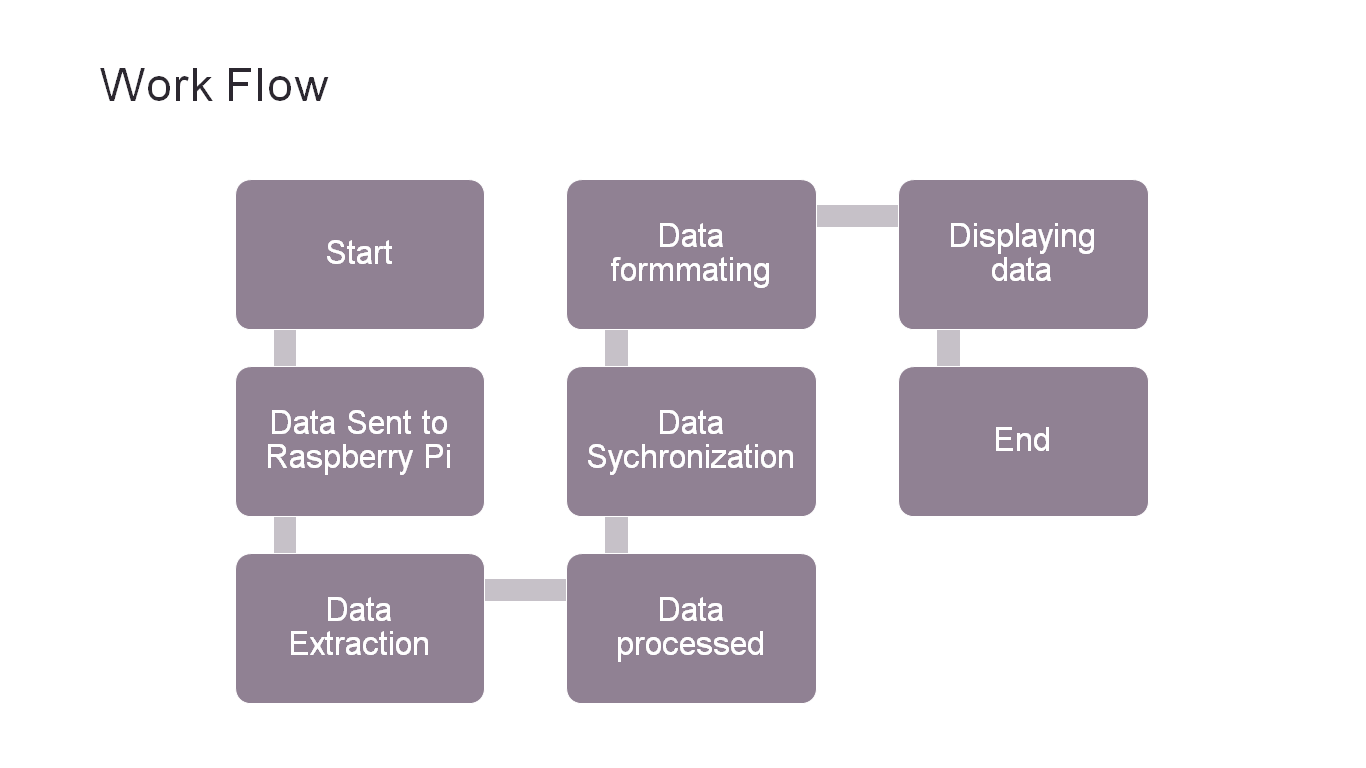 Work Flow
Start
Data Sent to
Raspberry Pi
Data
Extraction
Data
processed
Data
Sychronization
Data
formmating
Displaying
data
End